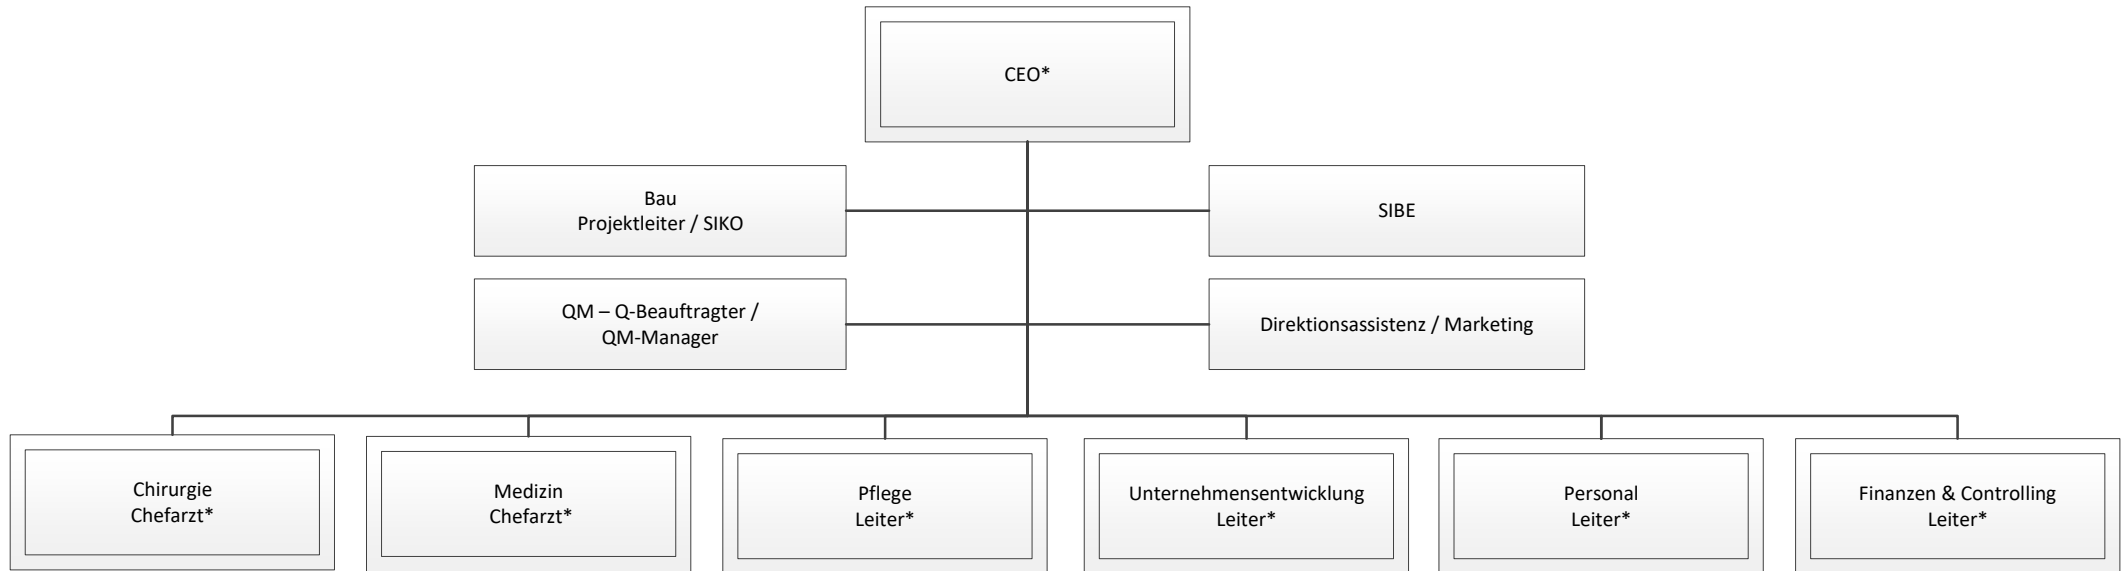 CEO*
Bau
Projektleiter / SIKO
SIBE
QM – Q-Beauftragter /
QM-Manager
Direktionsassistenz / Marketing
Chirurgie
Chefarzt*
Medizin
Chefarzt*
Pflege
Leiter*
Unternehmensentwicklung
Leiter*
Personal
Leiter*
Finanzen & Controlling
Leiter*